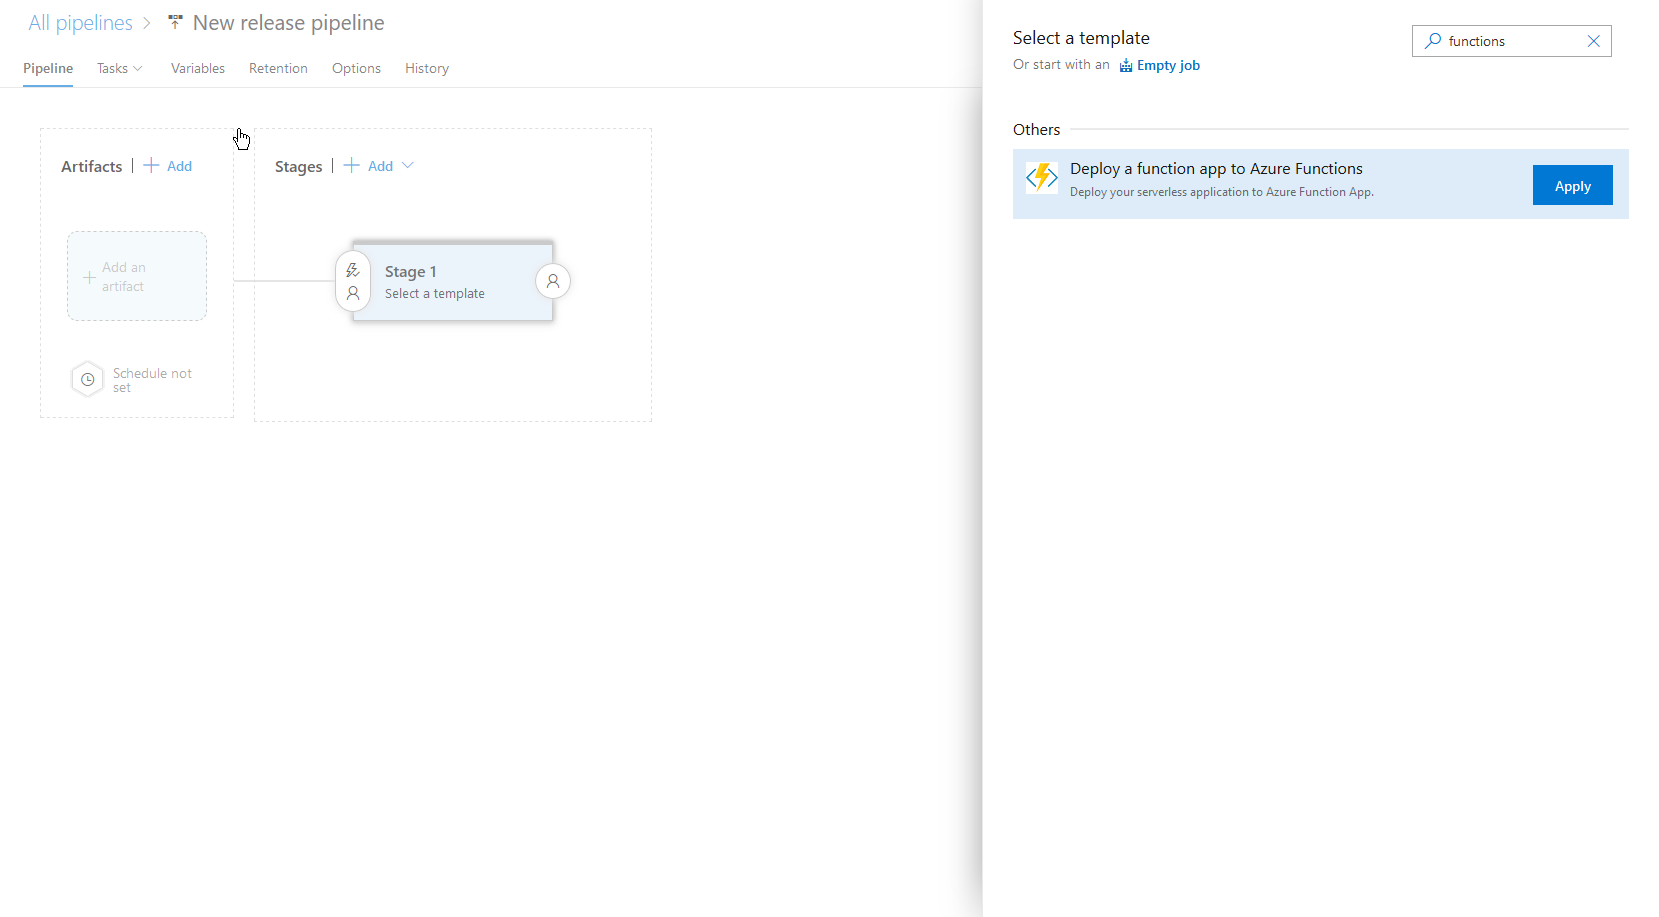 All pipelines > New release pipeline
Pipeline Tasks Variables Retention Options History
Artifacts | + Add
Stages | + Add
+ Add an
artifact
Schedule not
set
Stage 1
Select a template
Select a template
functions
Or start with an Empty job
Others
Deploy a function app to Azure Functions
Deploy your serverless application to Azure Function App.
Apply